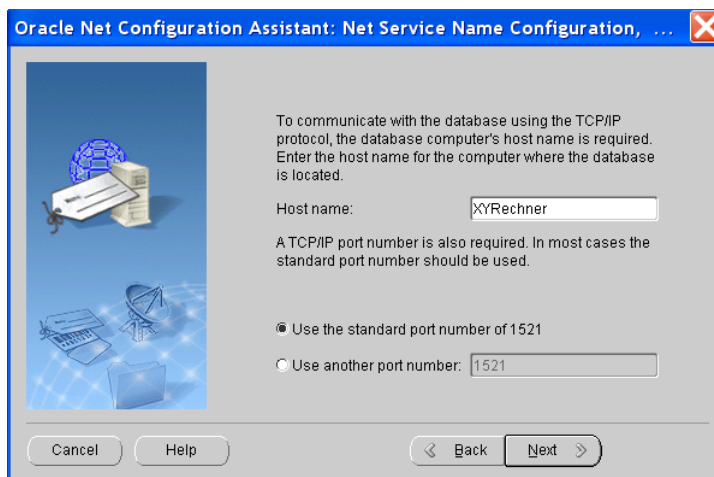 Oracle Net Configuration Assistant: Net Service Name Configuration, ...
To communicate with the database using the TCP/IP
protocol, the database computer's host name is required.
Enter the host name for the computer where the database
is located.
Host name: XYRechner
A TCP/IP port number is also required. In most cases the
standard port number should be used.
Use the standard port number of 1521
Use another port number: 1521
Cancel Help Back Next